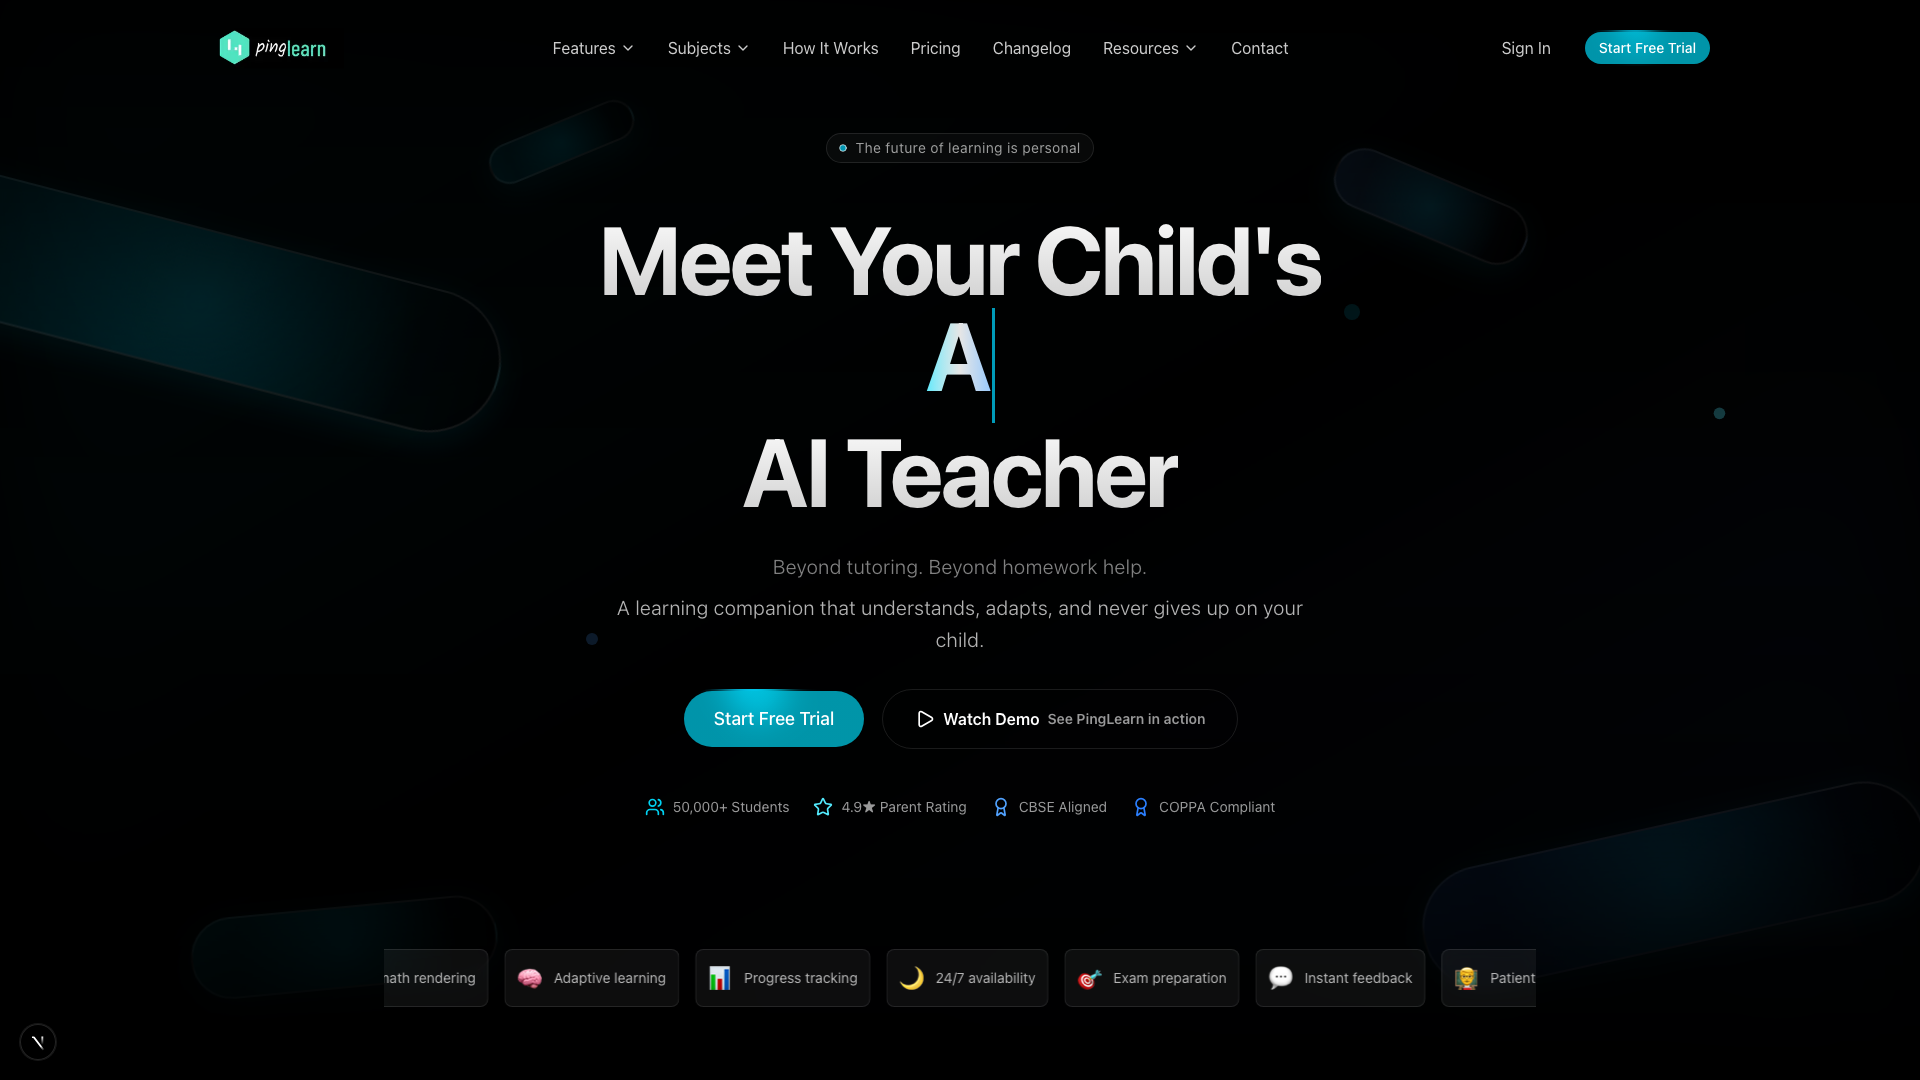 pinglearn
Features
Subjects
How It Works
Pricing
Changelog
Resources
Contact
Sign In
Start Free Trial
The future of learning is personal
Meet Your Child's
A
AI Teacher
Beyond tutoring. Beyond homework help.
A learning companion that understands, adapts, and never gives up on your
child.
Start Free Trial
Watch Demo See PingLearn in action
50,000+ Students
4.9★ Parent Rating
CBSE Aligned
COPPA Compliant
math rendering
Adaptive learning
Progress tracking
24/7 availability
Exam preparation
Instant feedback
Patient